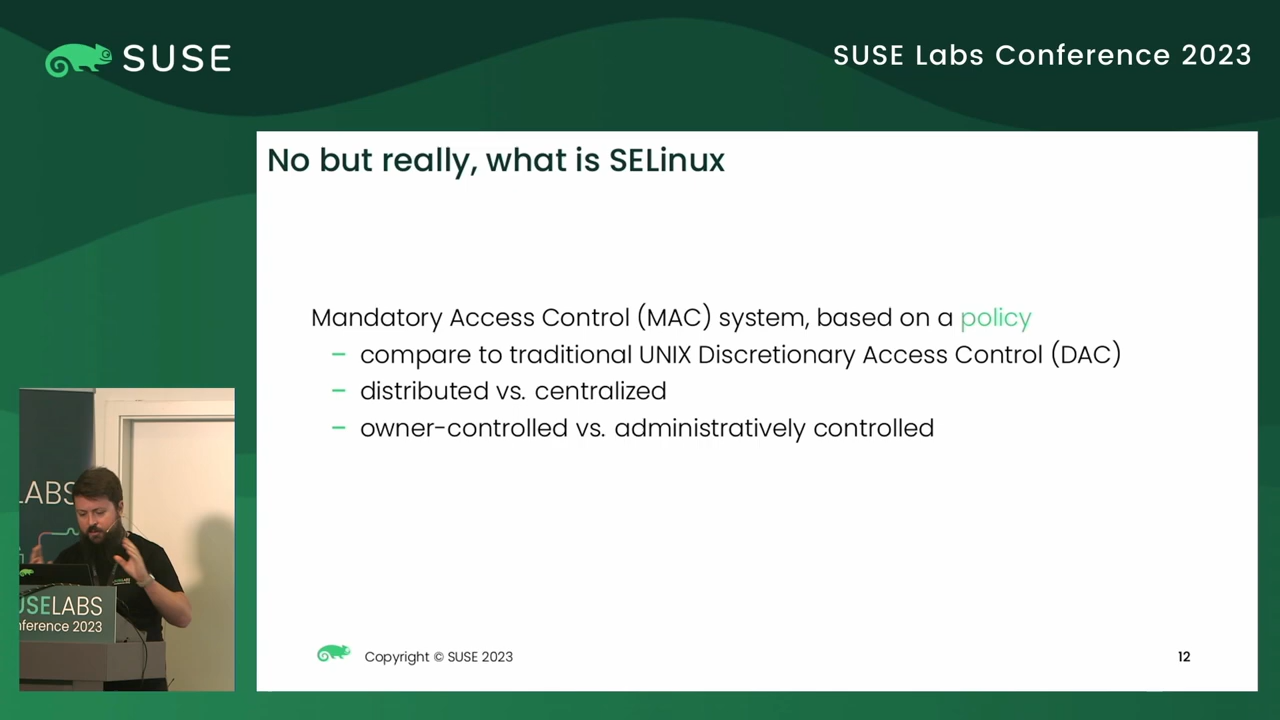 SUSE
SUSE Labs Conference 2023
No but really, what is SELinux
Mandatory Access Control (MAC) system, based on a policy
– compare to traditional UNIX Discretionary Access Control (DAC)
– distributed vs. centralized
– owner-controlled vs. administratively controlled
LABS
USELABS
nference 2023
Copyright © SUSE 2023
12